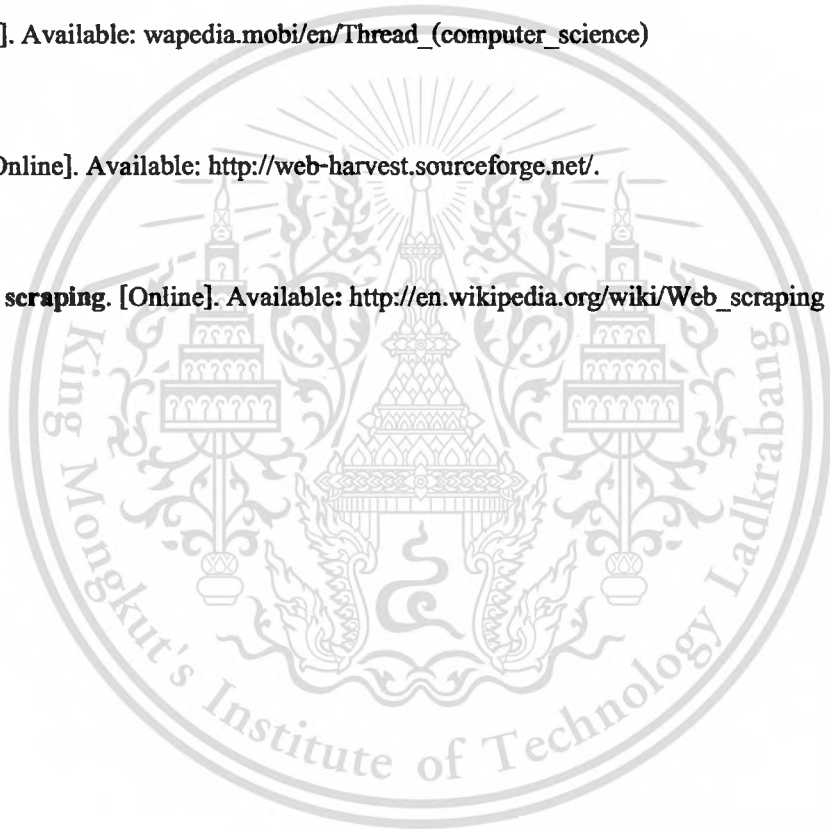 ]. Available: wapedia.mobi/en/Thread_(computer_science)
Online]. Available: http://web-harvest.sourceforge.net/.
scraping. [Online]. Available: http://en.wikipedia.org/wiki/Web_scraping
King Mongkut's Institute of Technology Ladkrabang